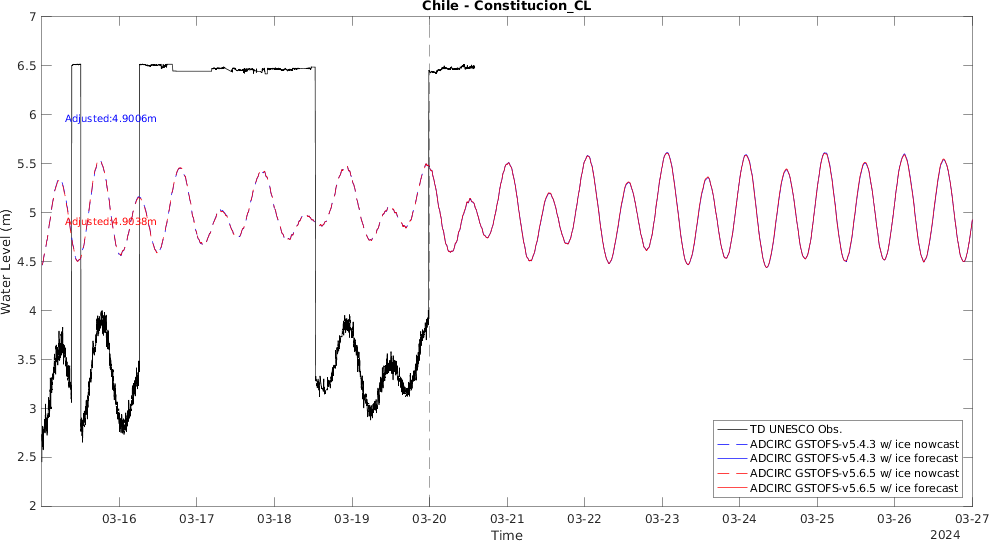 Chile - Constitucion_CL
7
6.5
6
5.5
5
4.5
4
3.5
3
2.5
2
Water Level (m)
Adjusted:4.9006m
Adjusted:4.9038m
TD UNESCO Obs.
ADCIRC GSTOFS-v5.4.3 w/ ice nowcast
ADCIRC GSTOFS-v5.4.3 w/ ice forecast
ADCIRC GSTOFS-v5.6.5 w/ ice nowcast
ADCIRC GSTOFS-v5.6.5 w/ ice forecast
03-16 03-17 03-18 03-19 03-20 03-21 03-22 03-23 03-24 03-25 03-26 03-27
Time
2024